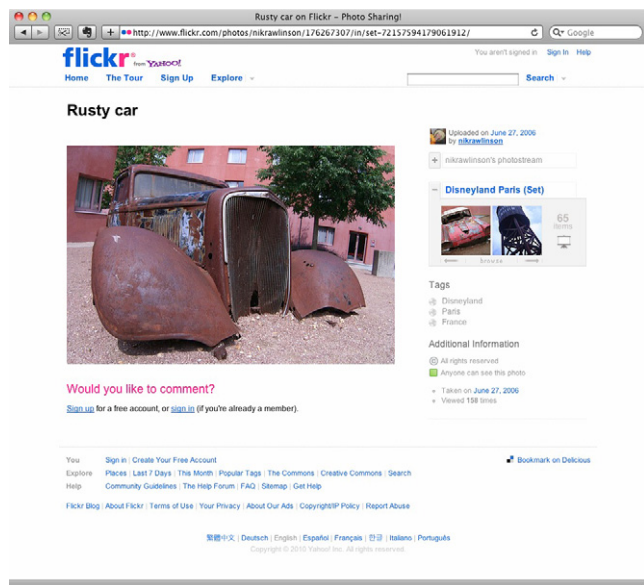 Rusty car on Flickr – Photo Sharing!
http://www.flickr.com/photos/nikrawlinson/176267307/in/set-72157594179061912/
Google
flickr from YAHOO!
You aren't signed in Sign In Help
Home The Tour Sign Up Explore
Search
Rusty car
Uploaded on June 27, 2006
by nikrawlinson
nikrawlinson's photostream
Disneyland Paris (Set)
65
items
browse
Tags
Disneyland
Paris
France
Additional Information
© All rights reserved
Anyone can see this photo
Taken on June 27, 2006
Viewed 158 times
Would you like to comment?
Sign up for a free account, or sign in (if you're already a member).
You Sign in | Create Your Free Account
Bookmark on Delicious
Explore Places | Last 7 Days | This Month | Popular Tags | The Commons | Creative Commons | Search
Help Community Guidelines | The Help Forum | FAQ | Sitemap | Get Help
Flickr Blog | About Flickr | Terms of Use | Your Privacy | About Our Ads | Copyright/IP Policy | Report Abuse
繁體中文 | Deutsch | English | Español | Français | 한글 | Italiano | Português
Copyright © 2010 Yahoo! Inc. All rights reserved.